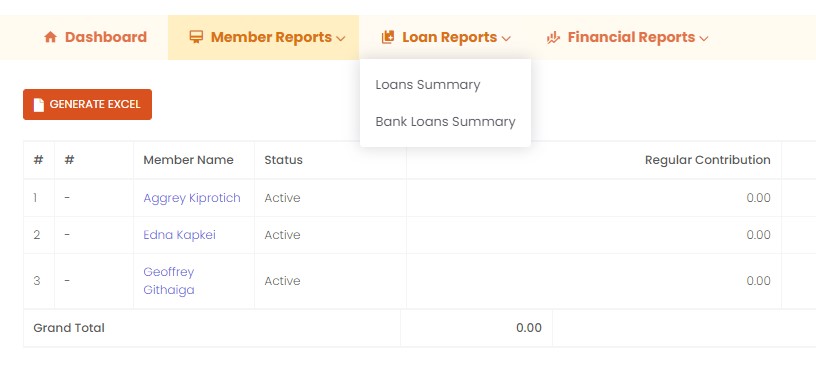 Dashboard Member Reports Loan Reports Financial Reports
Loans Summary
GENERATE EXCEL
Bank Loans Summary
# # Member Name Status Regular Contribution
1 - Aggrey Kiprotich Active 0.00
2 - Edna Kapkei Active 0.00
3 - Geoffrey Githaiga Active 0.00
Grand Total 0.00